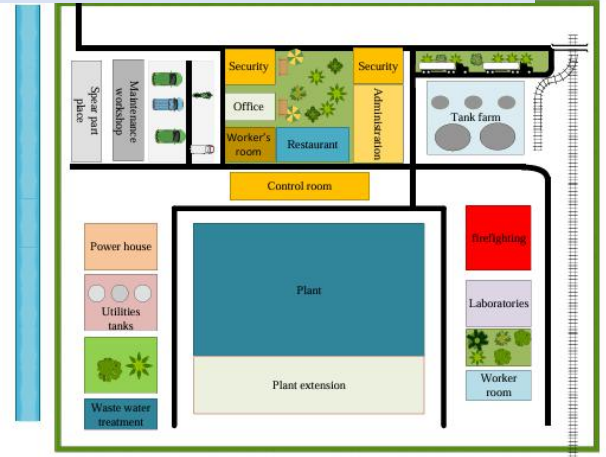 Security
Security
Office
Worker's
room
Restaurant
Administration
Spear part
place
Maintenance
workshop
Tank farm
Control room
Power house
Utilities
tanks
Waste water
treatment
Plant
Plant extension
firefighting
Laboratories
Worker
room